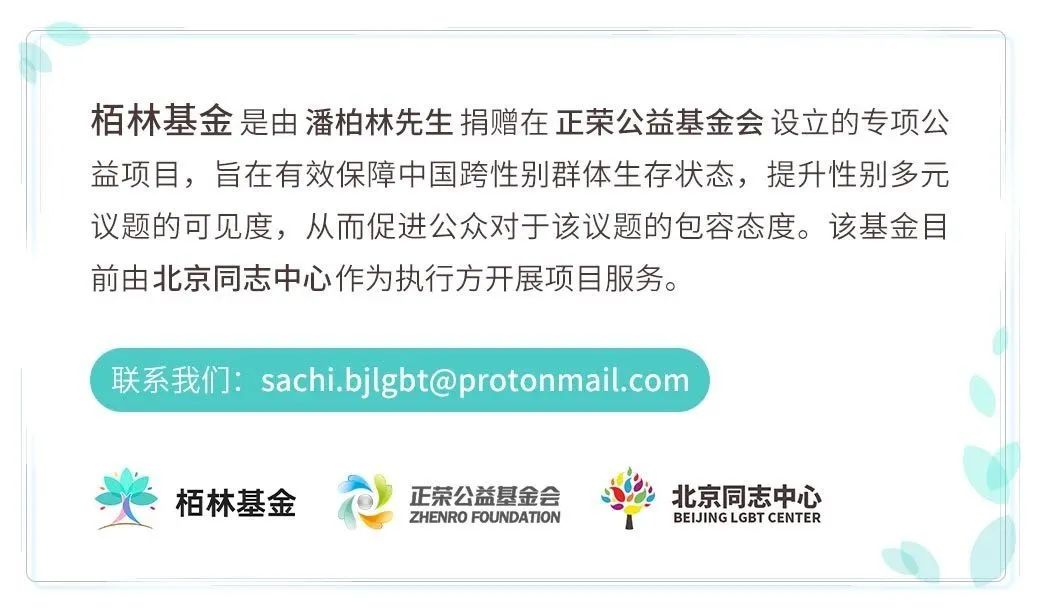 栢林基金是由潘柏林先生捐赠在正荣公益基金会设立的专项公
益项目，旨在有效保障中国跨性别群体生存状态，提升性别多元
议题的可见度，从而促进公众对于该议题的包容态度。该基金目
前由北京同志中心作为执行方开展项目服务。
联系我们：sachi.bjlgbt@protonmail.com
栢林基金
正荣公益基金会
ZHENRO FOUNDATION
北京同志中心
BEIJING LGBT CENTER